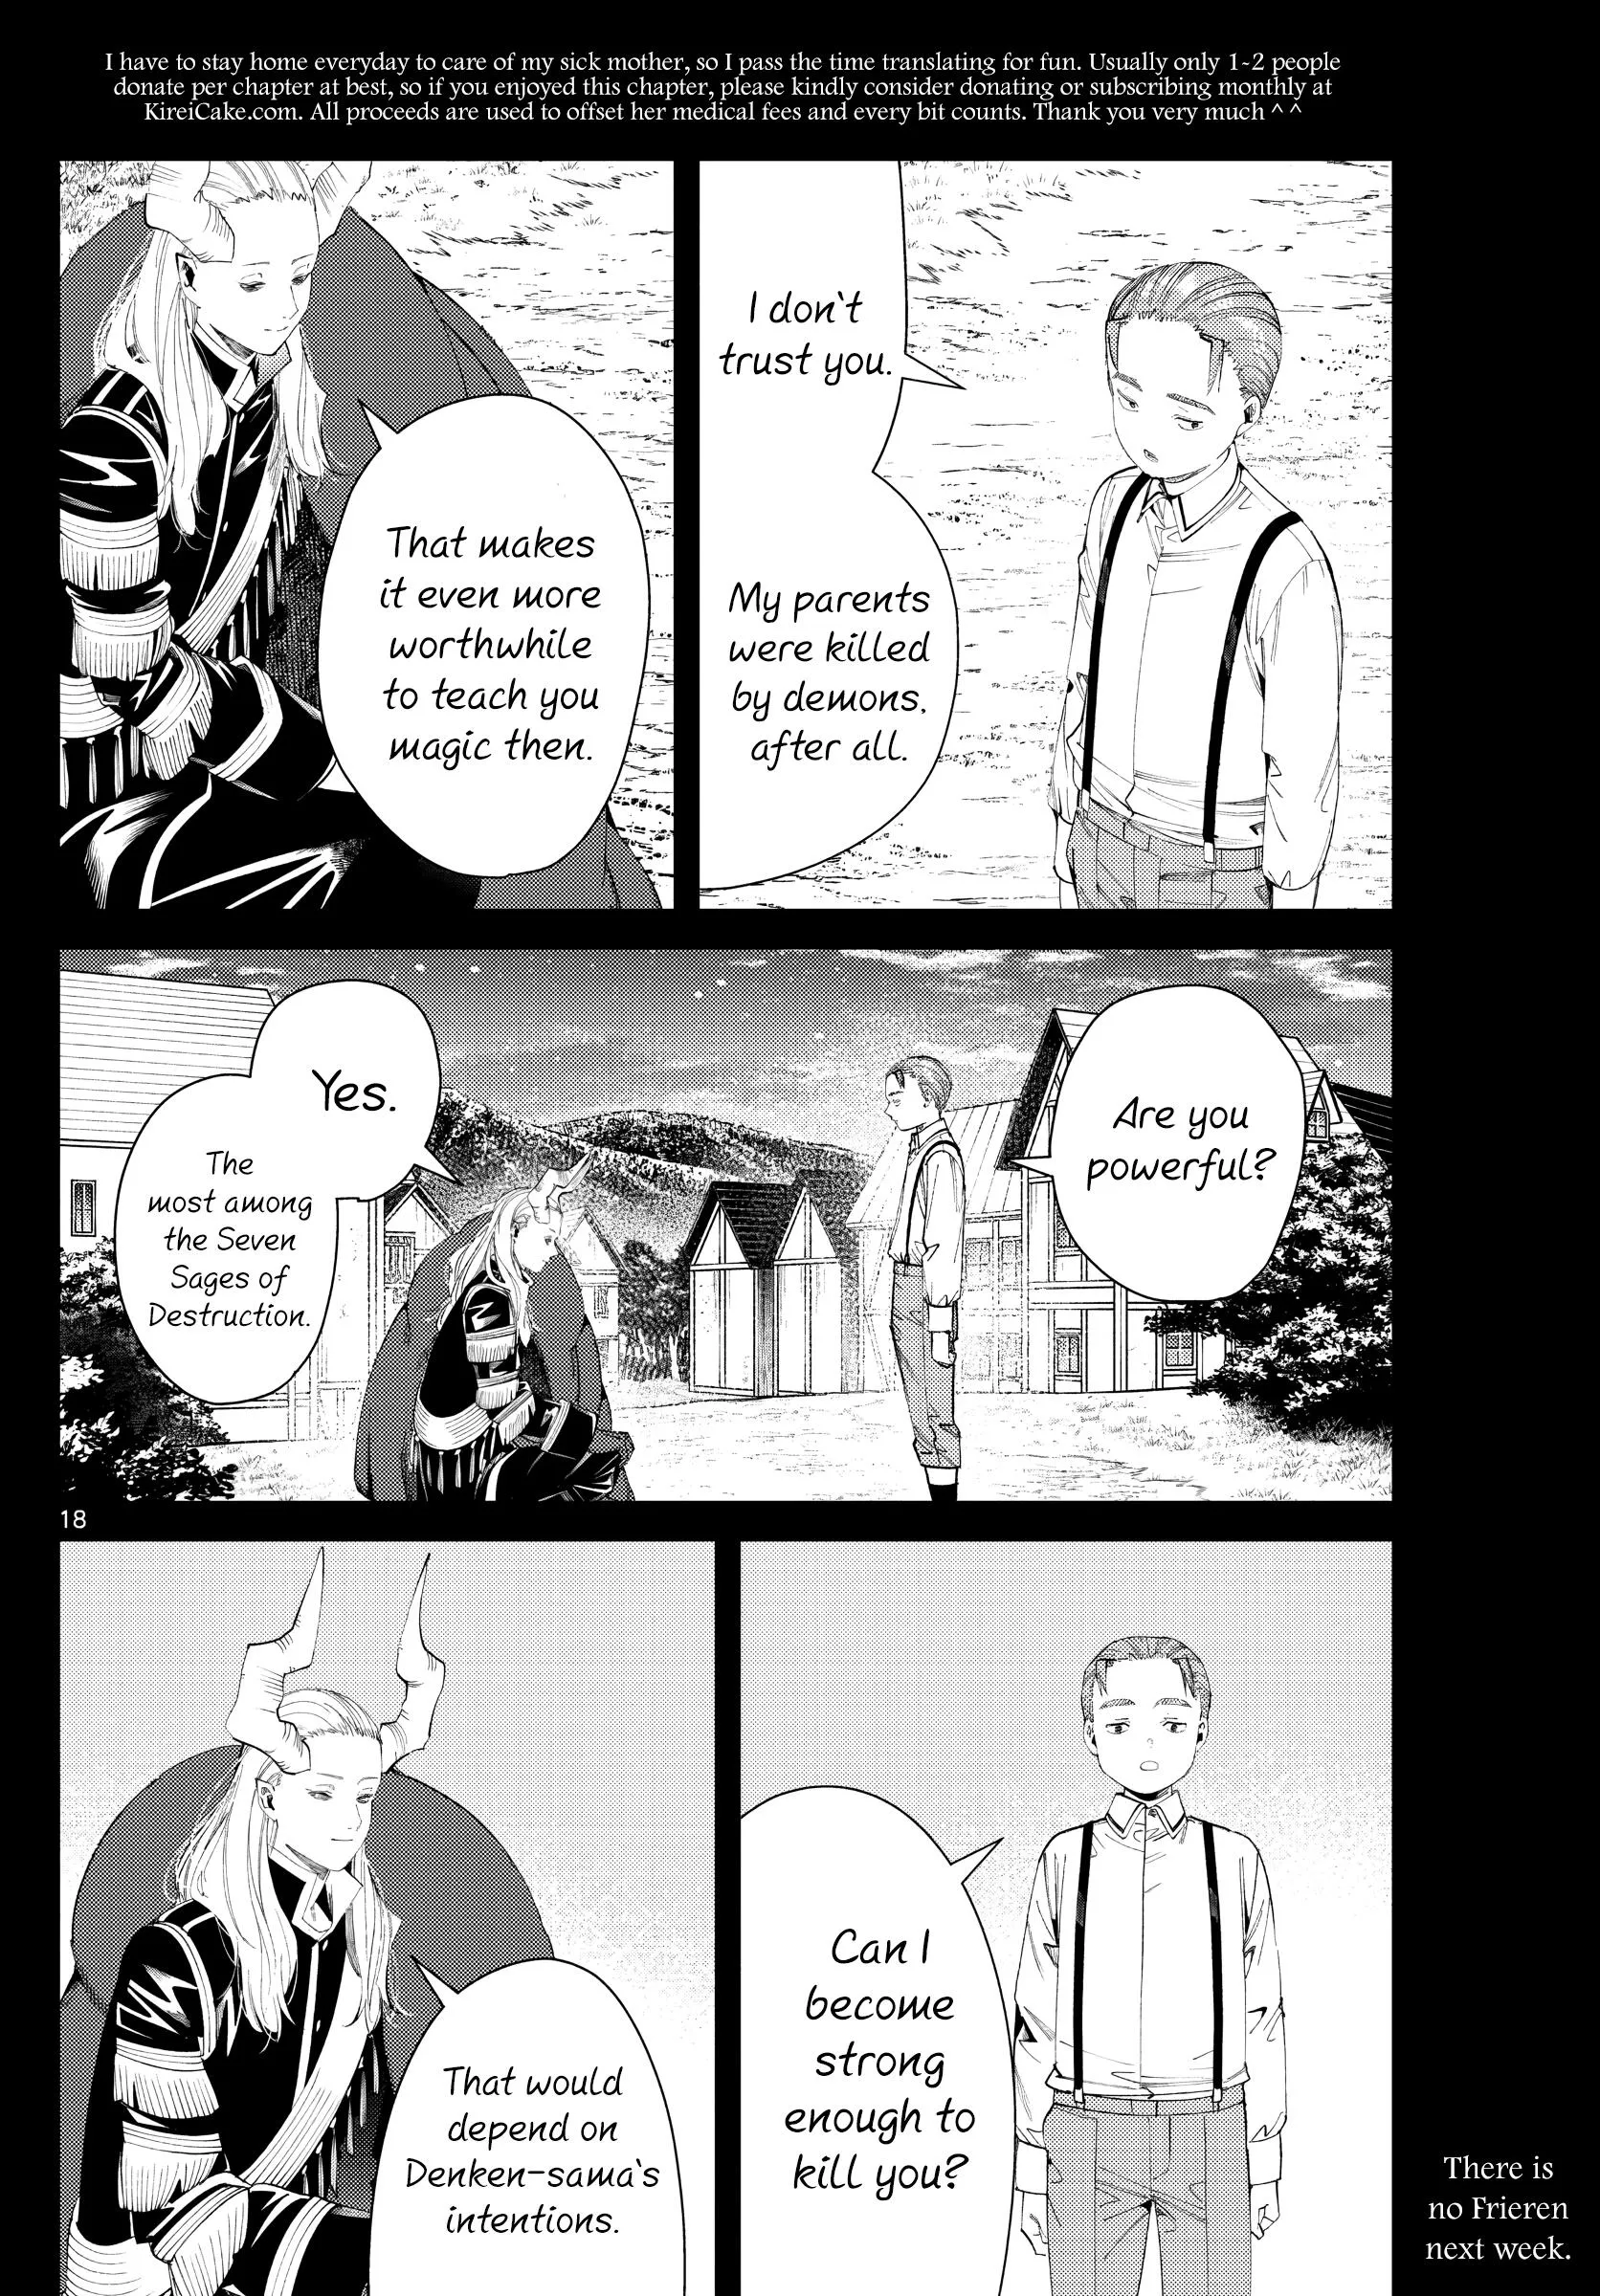 I have to stay home everyday to care of my sick mother, so I pass the time translating for fun. Usually only 1~2 people
donate per chapter at best, so if you enjoyed this chapter, please kindly consider donating or subscribing monthly at
KireiCake.com. All proceeds are used to offset her medical fees and every bit counts. Thank you very much ^ ^
I don't
trust you.
My parents
were killed
by demons,
after all.
That makes
it even more
worthwhile
to teach you
magic then.
Are you
powerful?
Yes.
The
most among
the Seven
Sages of
Destruction.
18
Can I
become
strong
enough to
kill you?
That would
depend on
Denken-sama's
intentions.
There is
no Frieren
next week.